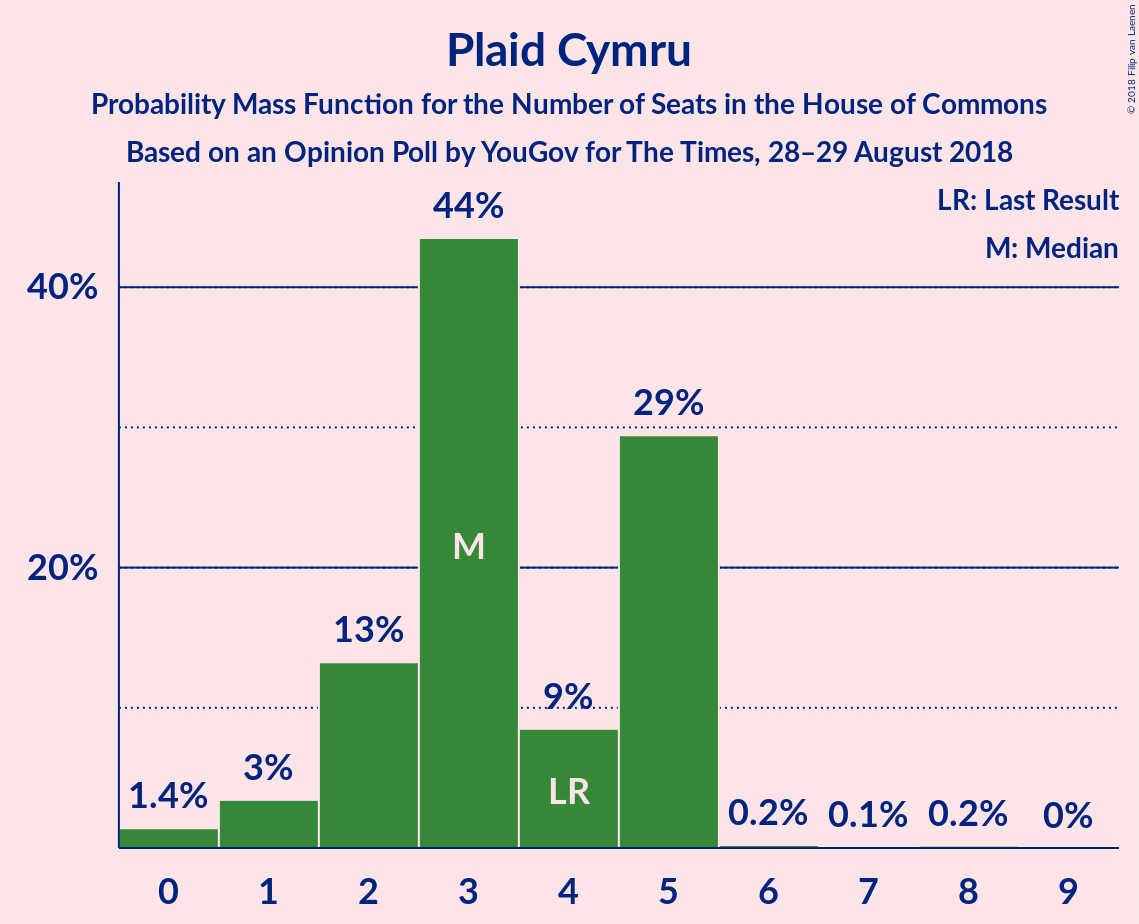 Plaid Cymru
Probability Mass Function for the Number of Seats in the House of Commons
Based on an Opinion Poll by YouGov for The Times, 28–29 August 2018
© 2018 Filip van Laenen
LR: Last Result
M: Median
40%
20%
1.4%
3%
13%
44%
9%
29%
0.2%
0.1%
0.2%
0%
M
LR
0 1 2 3 4 5 6 7 8 9